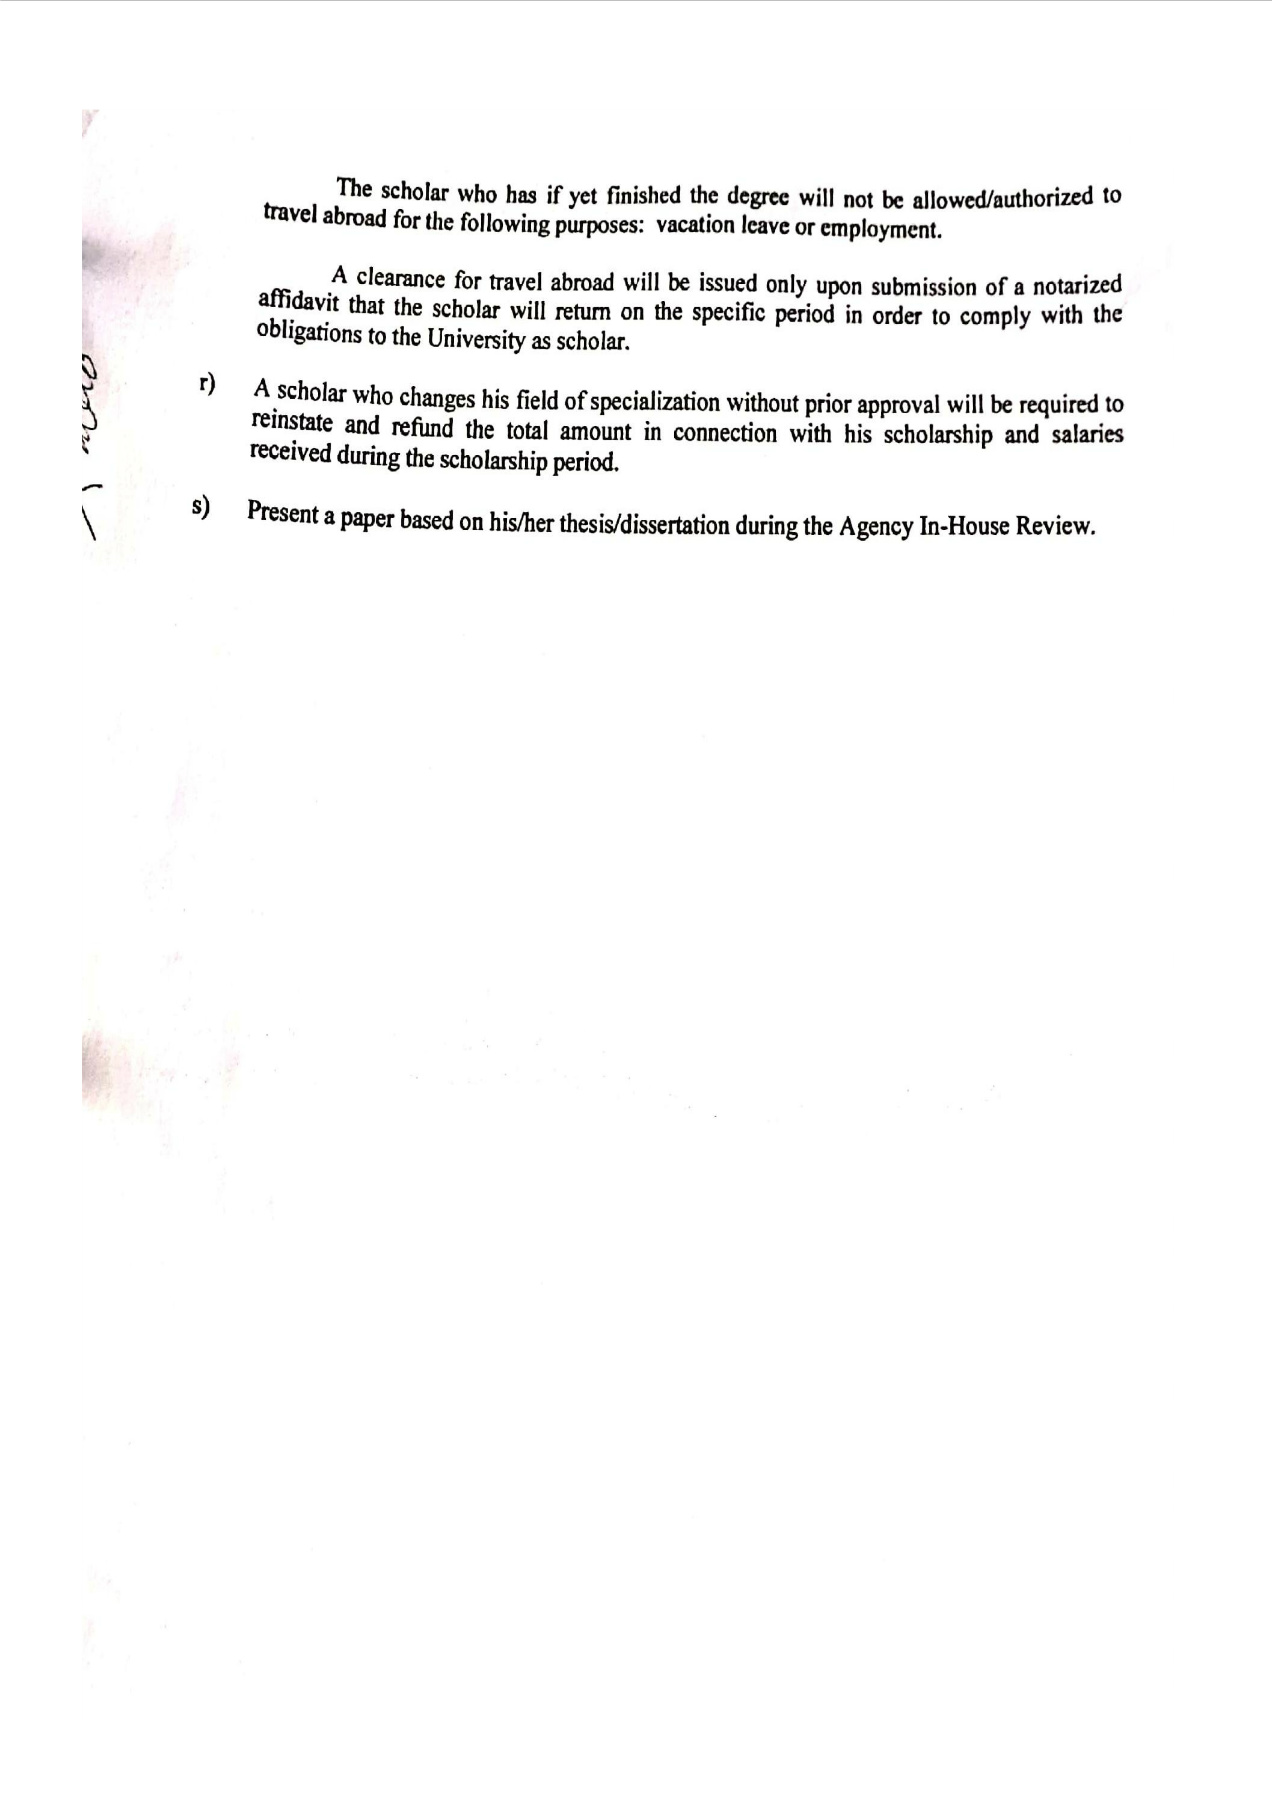 The scholar who has if yet finished the degree will not be allowed/authorized to
travel abroad for the following purposes: vacation leave or employment.
A clearance for travel abroad will be issued only upon submission of a notarized
affidavit that the scholar will return on the specific period in order to comply with the
obligations to the University as scholar.
r) A scholar who changes his field of specialization without prior approval will be required to
reinstate and refund the total amount in connection with his scholarship and salaries
received during the scholarship period.
s) Present a paper based on his/her thesis/dissertation during the Agency In-House Review.